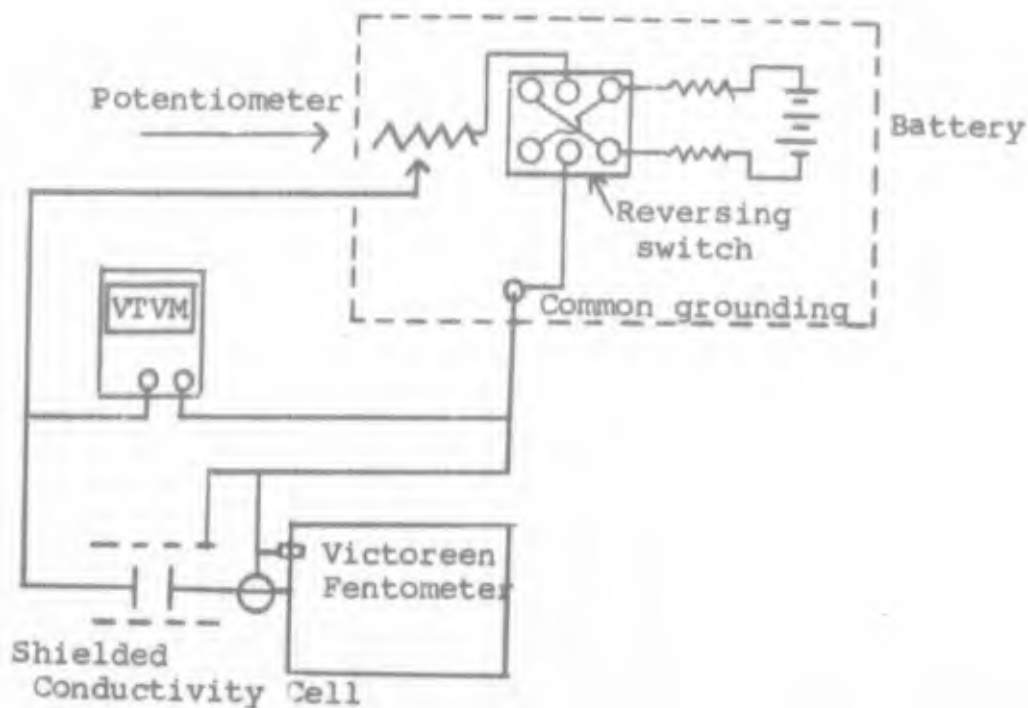 Potentiometer
Battery
Reversing
switch
VTVM
Common grounding
Victoreen
Fentometer
Shielded
Conductivity Cell